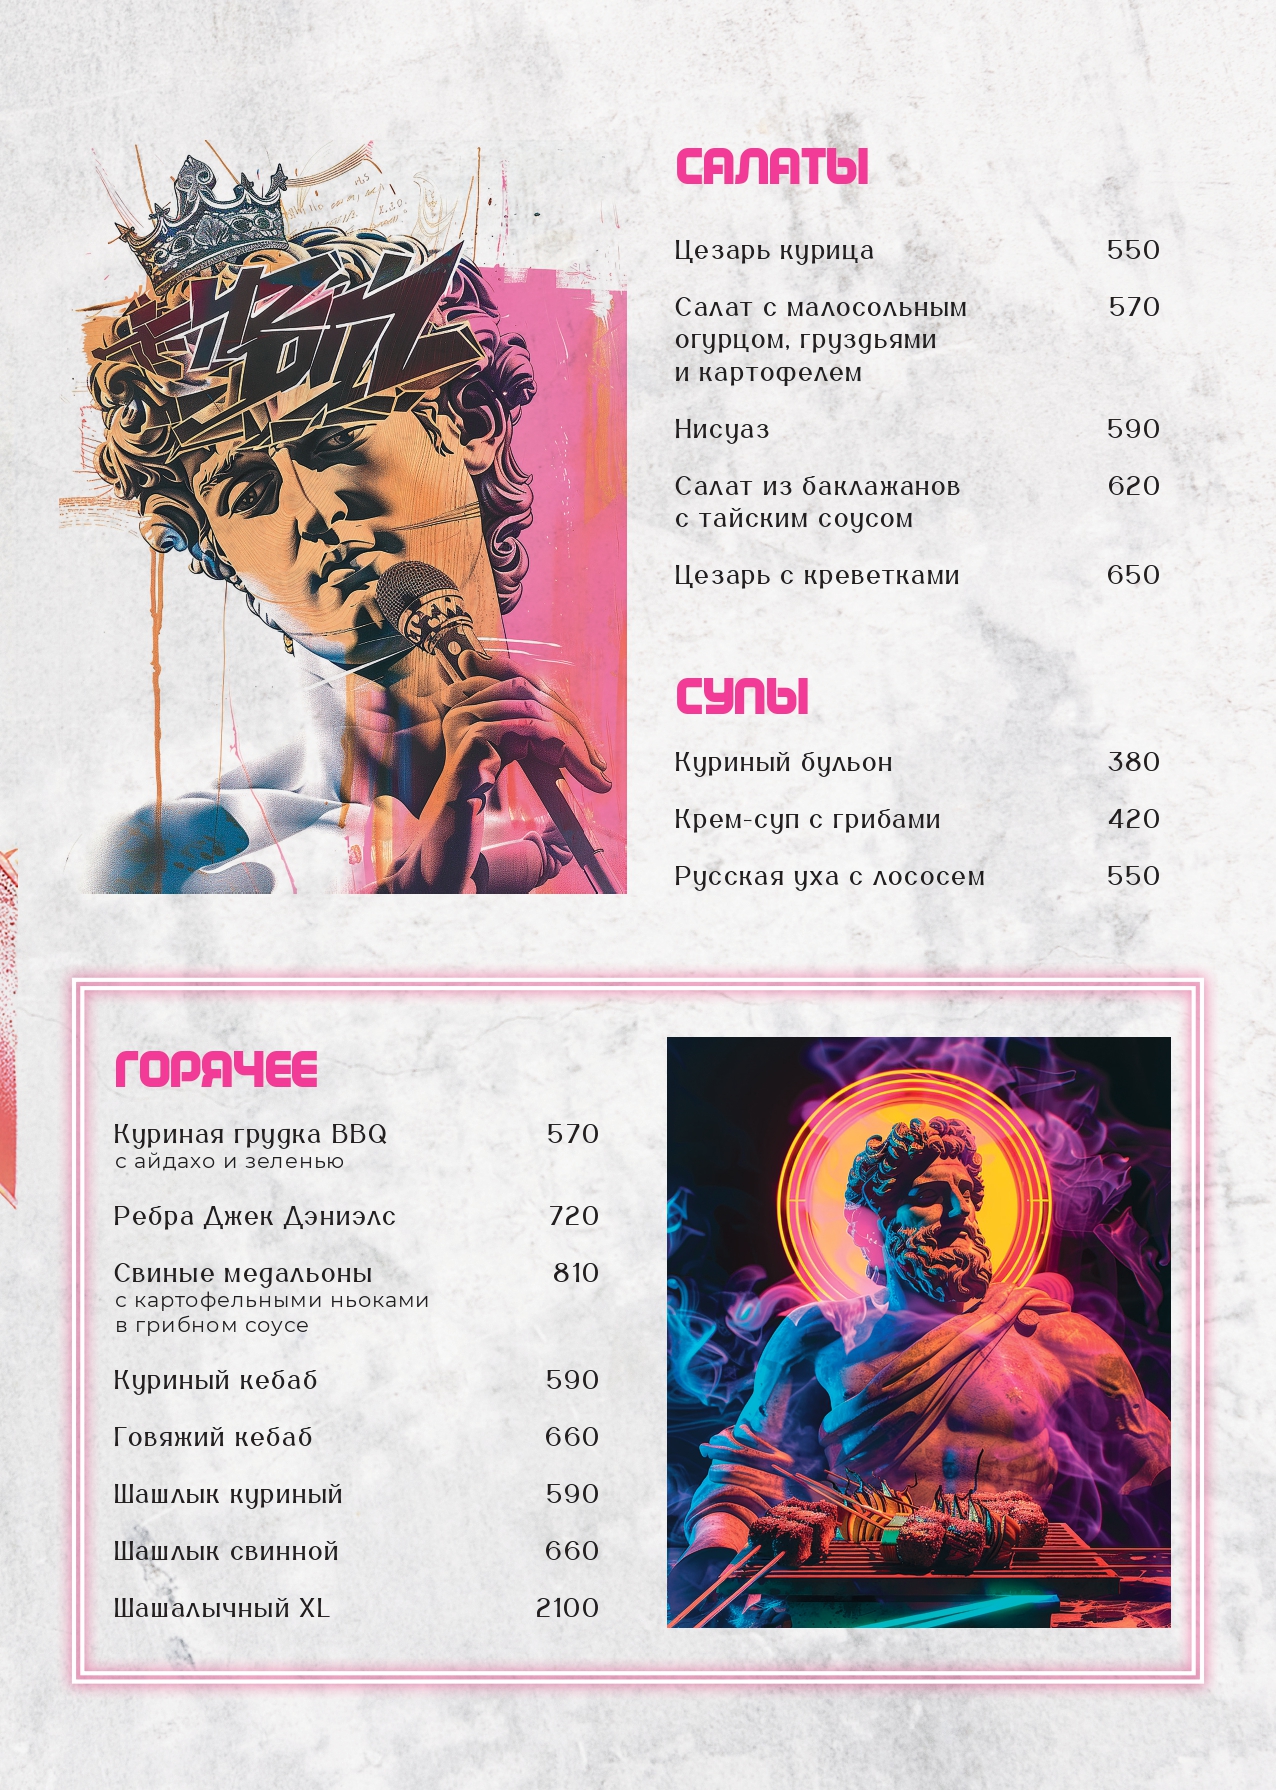 САЛАТЫ
Цезарь курица 550
Салат с малосольным 570
огурцом, груздьями
и картофелем
Нисуаз 590
Салат из баклажанов 620
с тайским соусом
Цезарь с креветками 650
СУПЫ
Куриный бульон 380
Крем-суп с грибами 420
Русская уха с лососем 550
ГОРЯЧЕЕ
Куриная грудка BBQ 570
с айдахо и зеленью
Ребра Джек Дэниэлс 720
Свиные медальоны 810
с картофельными ньоками
в грибном соусе
Куриный кебаб 590
Говяжий кебаб 660
Шашлык куриный 590
Шашлык свинной 660
Шашалычный XL 2100